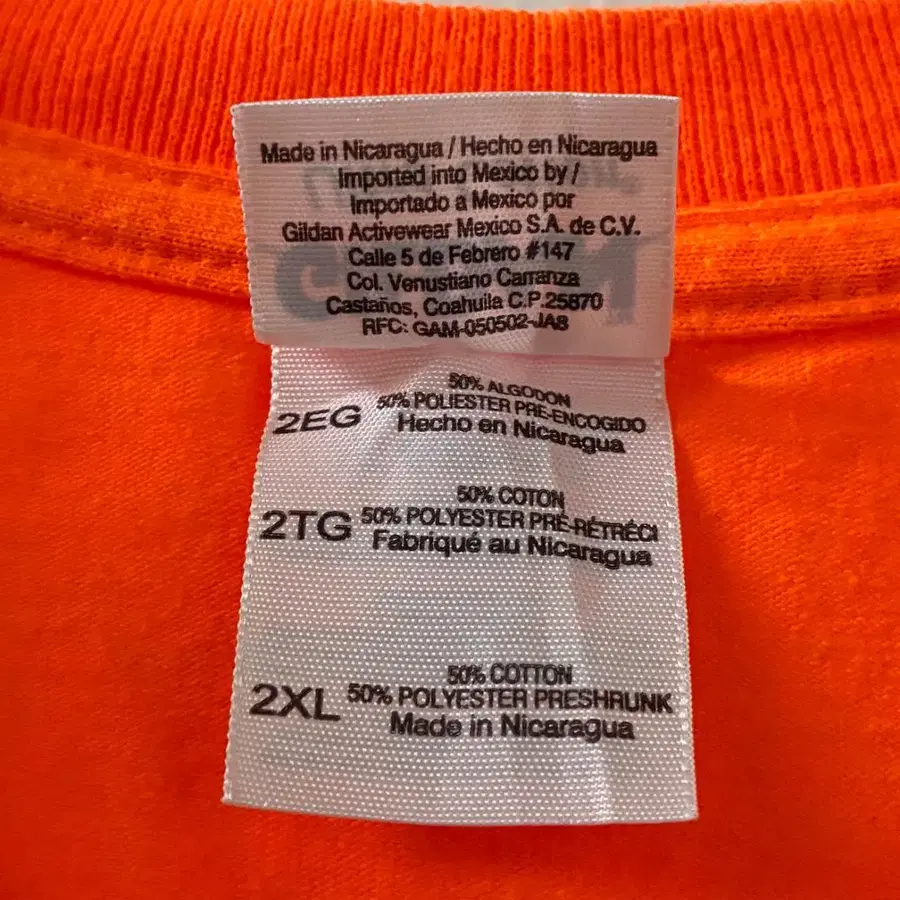 Made in Nicaragua / Hecho en Nicaragua
Imported into Mexico by /
Importado a Mexico por
Gildan Activewear Mexico S.A. de C.V.
Calle 5 de Febrero #147
Col. Venustiano Carranza
Castaños, Coahuila C.P.25870
RFC: GAM-050502-JA8
50% ALGODON
2EG 50% POLIESTER PRE-ENCOGIDO
Hecho en Nicaragua
50% COTON
2TG 50% POLYESTER PRÉ-RÉTRÉCI
Fabriqué au Nicaragua
50% COTTON
2XL 50% POLYESTER PRESHRUNK
Made in Nicaragua